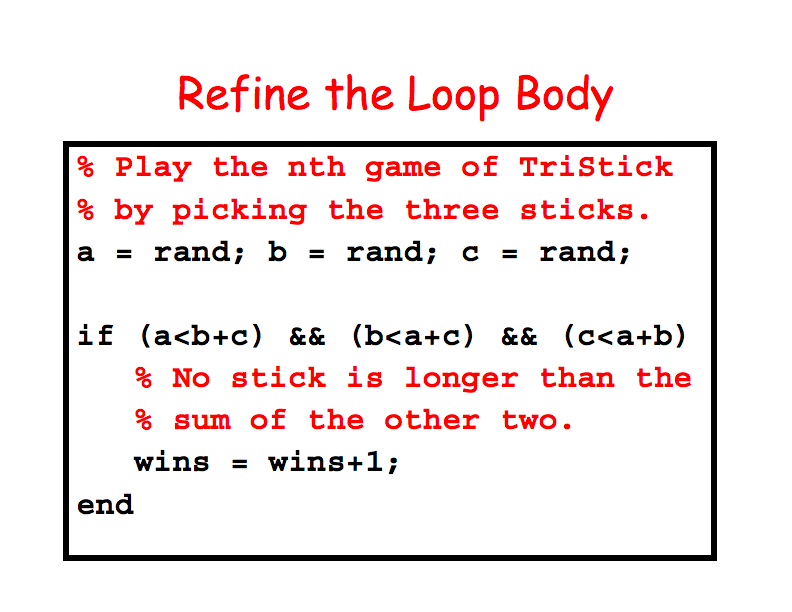 Refine the Loop Body
% Play the nth game of TriStick
% by picking the three sticks.
a = rand; b = rand; c = rand;
if (a<b+c) && (b<a+c) && (c<a+b)
% No stick is longer than the
% sum of the other two.
wins = wins+1;
end